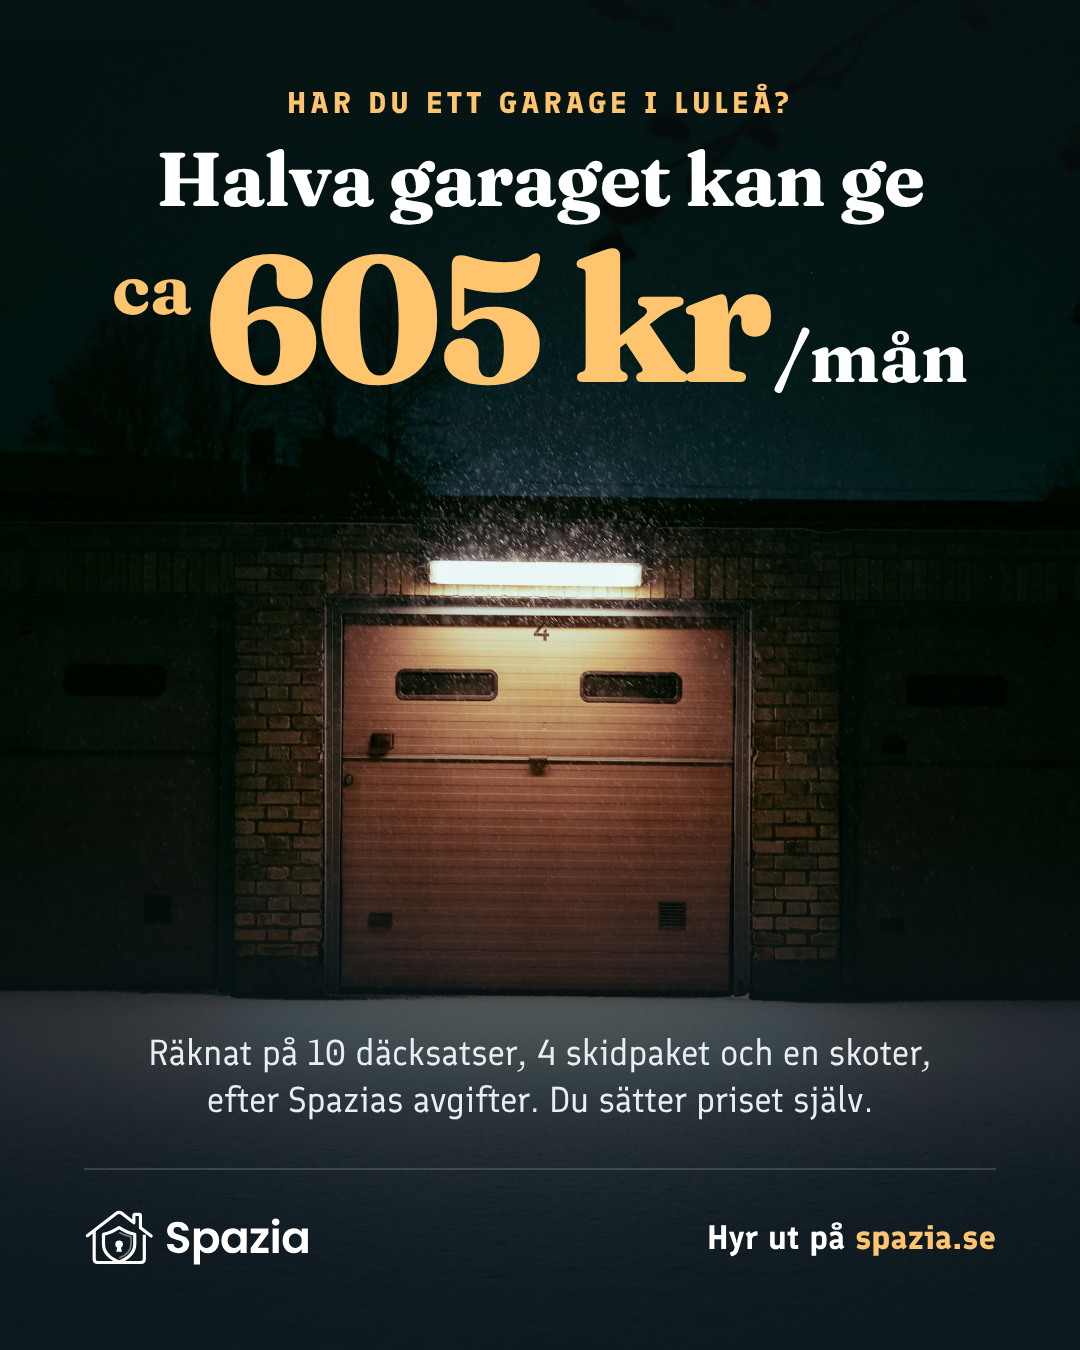 HAR DU ETT GARAGE I LULEÅ?
Halva garaget kan ge
ca 605 kr/mån
4
Räknat på 10 däcksatser, 4 skidpaket och en skoter,
efter Spazias avgifter. Du sätter priset själv.
Spazia
Hyr ut på spazia.se